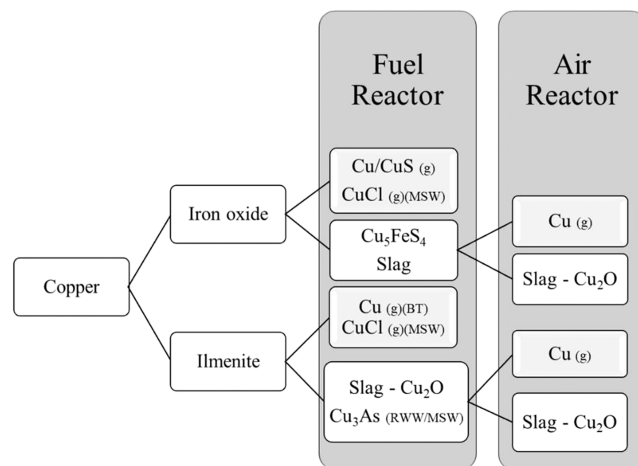 Fuel
Reactor
Air
Reactor
Cu/CuS (g)
CuCl (g)(MSW)
Iron oxide
Cu₅FeS₄
Slag
Cu (g)
Slag - Cu₂O
Copper
Cu (g)(BT)
CuCl (g)(MSW)
Ilmenite
Slag - Cu₂O
Cu₃As (RWW/MSW)
Cu (g)
Slag - Cu₂O